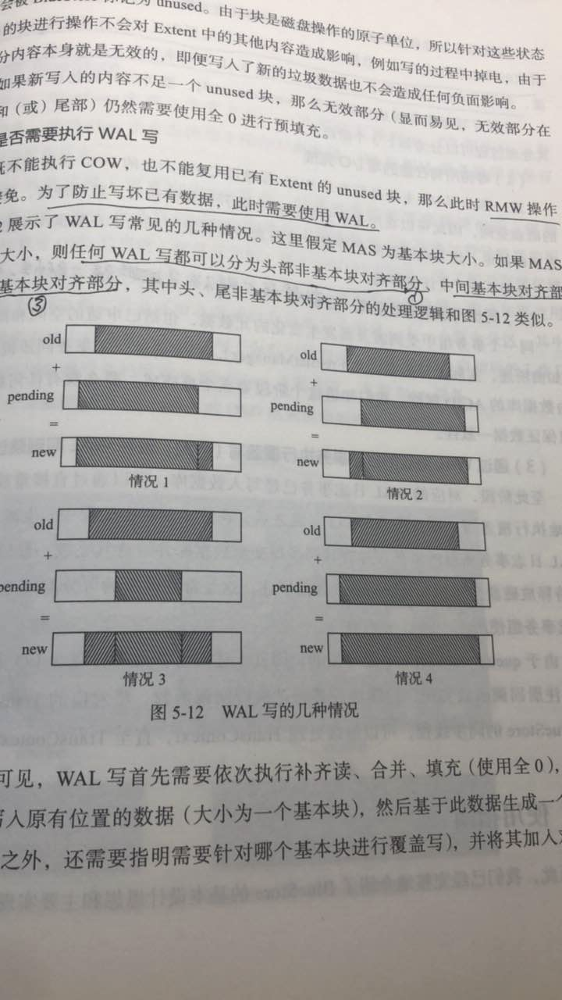 会被 BlueStore 标记为 unused。由于块是磁盘操作的原子单位，所以针对这些状态
的块进行操作不会对 Extent 中的其他内容造成影响，例如写的过程中掉电，由于
分内容本身就是无效的，即便写入了新的垃圾数据也不会造成任何负面影响。
如果新写入的内容不足一个 unused 块，那么无效部分（显而易见，无效部分在
和（或）尾部）仍然需要使用全 0 进行预填充。
是否需要执行 WAL 写
既不能执行 COW，也不能复用已有 Extent 的 unused 块，那么此时 RMW 操作
避免。为了防止写坏已有数据，此时需要使用 WAL。
2 展示了 WAL 写常见的几种情况。这里假定 MAS 为基本块大小。如果 MAS
大小，则任何 WAL 写都可以分为头部非基本块对齐部分、中间基本块对齐部
基本块对齐部分，其中头、尾非基本块对齐部分的处理逻辑和图 5-12 类似。
③ ①
old
+
pending
=
new
情况 1
old
+
pending
=
new
情况 2
old
+
pending
=
new
情况 3
old
+
pending
=
new
情况 4
图 5-12 WAL 写的几种情况
可见，WAL 写首先需要依次执行补齐读、合并、填充（使用全0），
写入原有位置的数据（大小为一个基本块），然后基于此数据生成一个
之外，还需要指明需要针对哪个基本块进行覆盖写），并将其加入